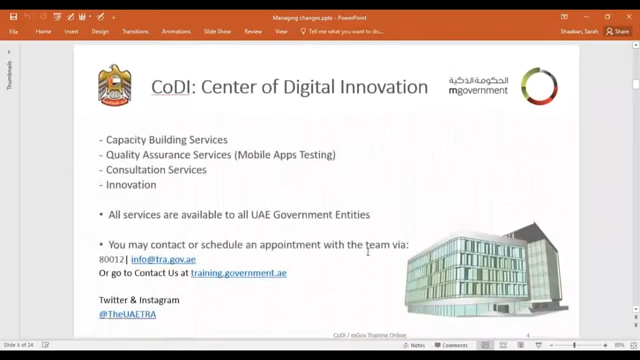 Managing changes.pptx - PowerPoint
Shaaban, Sarah
File Home Insert Design Transitions Animations Slide Show Review View Tell me what you want to do...
Share
Thumbnails
CoDI: Center of Digital Innovation
الحكومة الذكية
mgovernment
- Capacity Building Services
- Quality Assurance Services (Mobile Apps Testing)
- Consultation Services
- Innovation
• All services are available to all UAE Government Entities
• You may contact or schedule an appointment with the team via:
80012| info@tra.gov.ae
Or go to Contact Us at training.government.ae
Twitter & Instagram
@TheUAETRA
CoDI / mGov Training Online
4
Slide 4 of 24
Notes Comments
85%